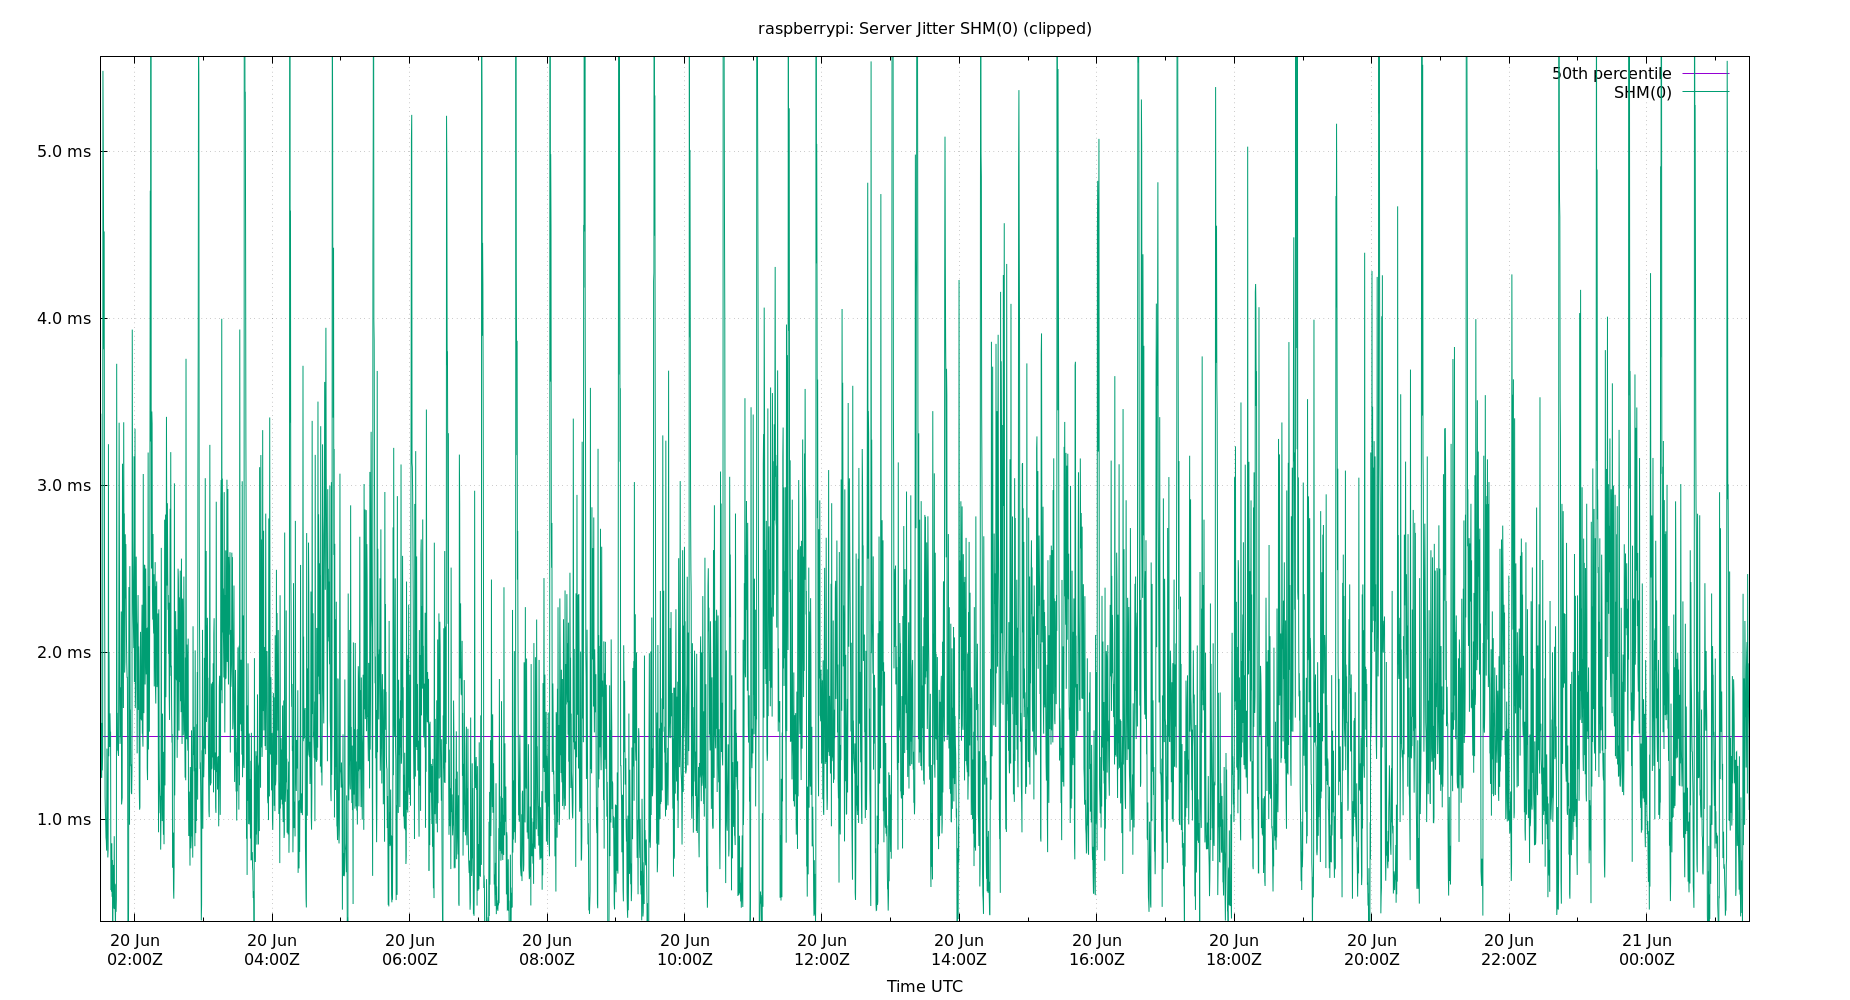 raspberrypi: Server Jitter SHM(0) (clipped)
50th percentile
SHM(0)
5.0 ms
4.0 ms
3.0 ms
2.0 ms
1.0 ms
20 Jun 20 Jun 20 Jun 20 Jun 20 Jun 20 Jun 20 Jun 20 Jun 20 Jun 20 Jun 20 Jun 21 Jun
02:00Z 04:00Z 06:00Z 08:00Z 10:00Z 12:00Z 14:00Z 16:00Z 18:00Z 20:00Z 22:00Z 00:00Z
Time UTC